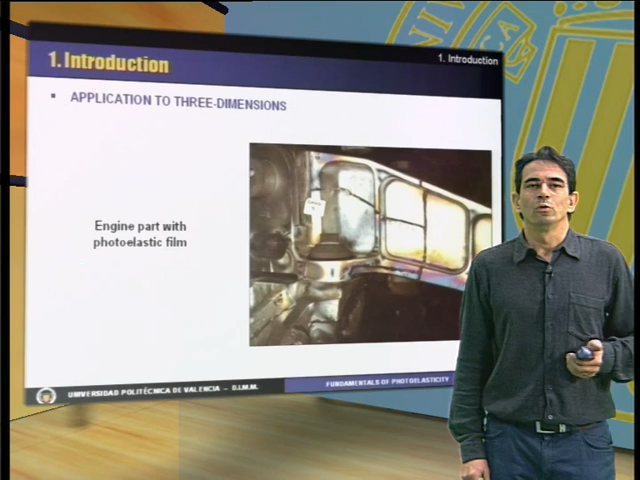 1. Introduction
1. Introduction
APPLICATION TO THREE-DIMENSIONS
Engine part with
photoelastic film
UNIVERSIDAD POLITÉCNICA DE VALENCIA – D.I.M.M.
FUNDAMENTALS OF PHOTOELASTICITY